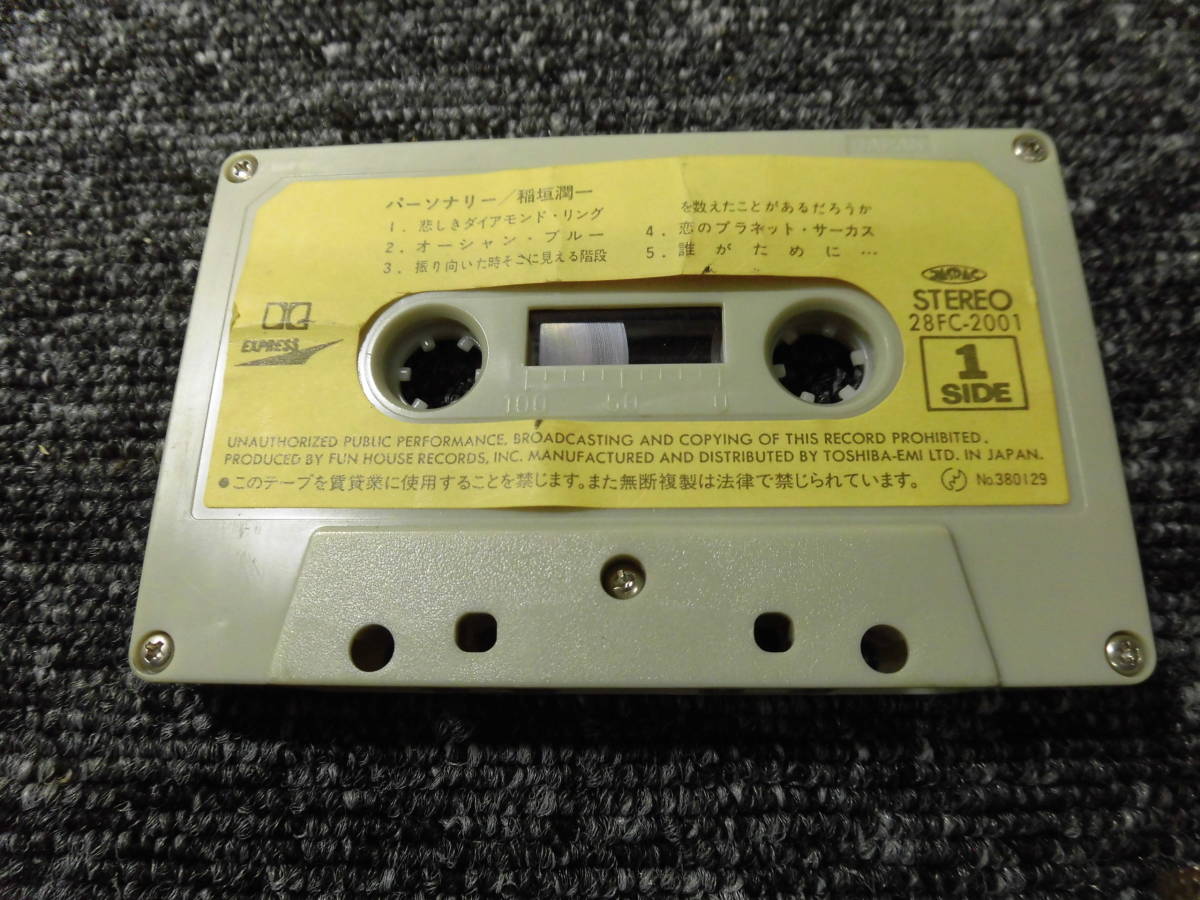 パーソナリー/稲垣潤一
1. 悲しきダイアモンド・リング
2. オーシャン・ブルー
3. 振り向いた時そこに見える階段
を数えたことがあるだろうか
4. 恋のプラネット・サーカス
5. 誰がために…
EXPRESS
STEREO
28FC-2001
1
SIDE
100 50 0
UNAUTHORIZED PUBLIC PERFORMANCE, BROADCASTING AND COPYING OF THIS RECORD PROHIBITED.
PRODUCED BY FUN HOUSE RECORDS, INC. MANUFACTURED AND DISTRIBUTED BY TOSHIBA-EMI LTD. IN JAPAN.
●このテープを賃貸業に使用することを禁じます。また無断複製は法律で禁じられています。
No.380129